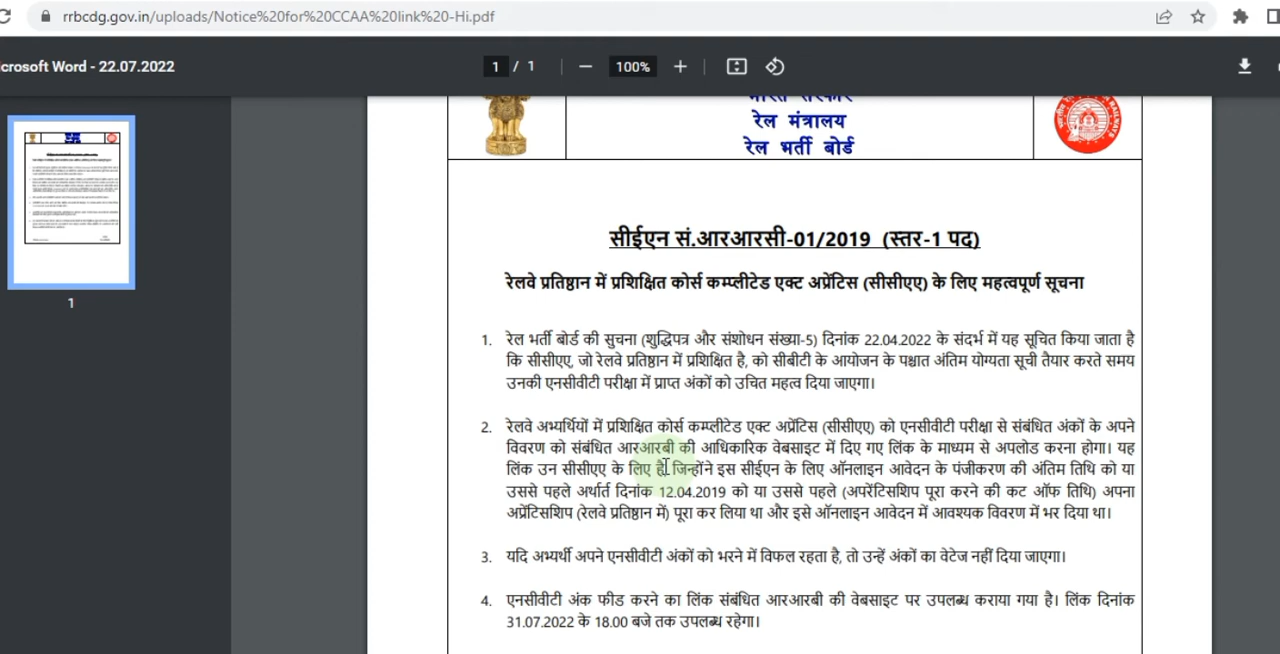 rrbcdg.gov.in/uploads/Notice%20for%20CCAA%20link%20-Hi.pdf
crosoft Word - 22.07.2022
1 / 1
100%
भारत सरकार
रेल मंत्रालय
रेल भर्ती बोर्ड
सीईएन सं.आरआरसी-01/2019 (स्तर-1 पद)
रेलवे प्रतिष्ठान में प्रशिक्षित कोर्स कम्प्लीटेड एक्ट अप्रेंटिस (सीसीएए) के लिए महत्वपूर्ण सूचना
1. रेल भर्ती बोर्ड की सुचना (शुद्धिपत्र और संशोधन संख्या-5) दिनांक 22.04.2022 के संदर्भ में यह सूचित किया जाता है
कि सीसीएए, जो रेलवे प्रतिष्ठान में प्रशिक्षित है, को सीबीटी के आयोजन के पश्चात अंतिम योग्यता सूची तैयार करते समय
उनकी एनसीवीटी परीक्षा में प्राप्त अंकों को उचित महत्व दिया जाएगा।
2. रेलवे अभ्यर्थियों में प्रशिक्षित कोर्स कम्प्लीटेड एक्ट अप्रेंटिस (सीसीएए) को एनसीवीटी परीक्षा से संबंधित अंकों के अपने
विवरण को संबंधित आरआरबी की आधिकारिक वेबसाइट में दिए गए लिंक के माध्यम से अपलोड करना होगा। यह
लिंक उन सीसीएए के लिए है जिन्होंने इस सीईएन के लिए ऑनलाइन आवेदन के पंजीकरण की अंतिम तिथि को या
उससे पहले अर्थात दिनांक 12.04.2019 को या उससे पहले (अपरेंटिसशिप पूरा करने की कट ऑफ तिथि) अपना
अप्रेंटिसशिप (रेलवे प्रतिष्ठान में) पूरा कर लिया था और इसे ऑनलाइन आवेदन में आवश्यक विवरण में भर दिया था।
3. यदि अभ्यर्थी अपने एनसीवीटी अंकों को भरने में विफल रहता है, तो उन्हें अंकों का वेटेज नहीं दिया जाएगा।
4. एनसीवीटी अंक फीड करने का लिंक संबंधित आरआरबी की वेबसाइट पर उपलब्ध कराया गया है। लिंक दिनांक
31.07.2022 के 18.00 बजे तक उपलब्ध रहेगा।
1